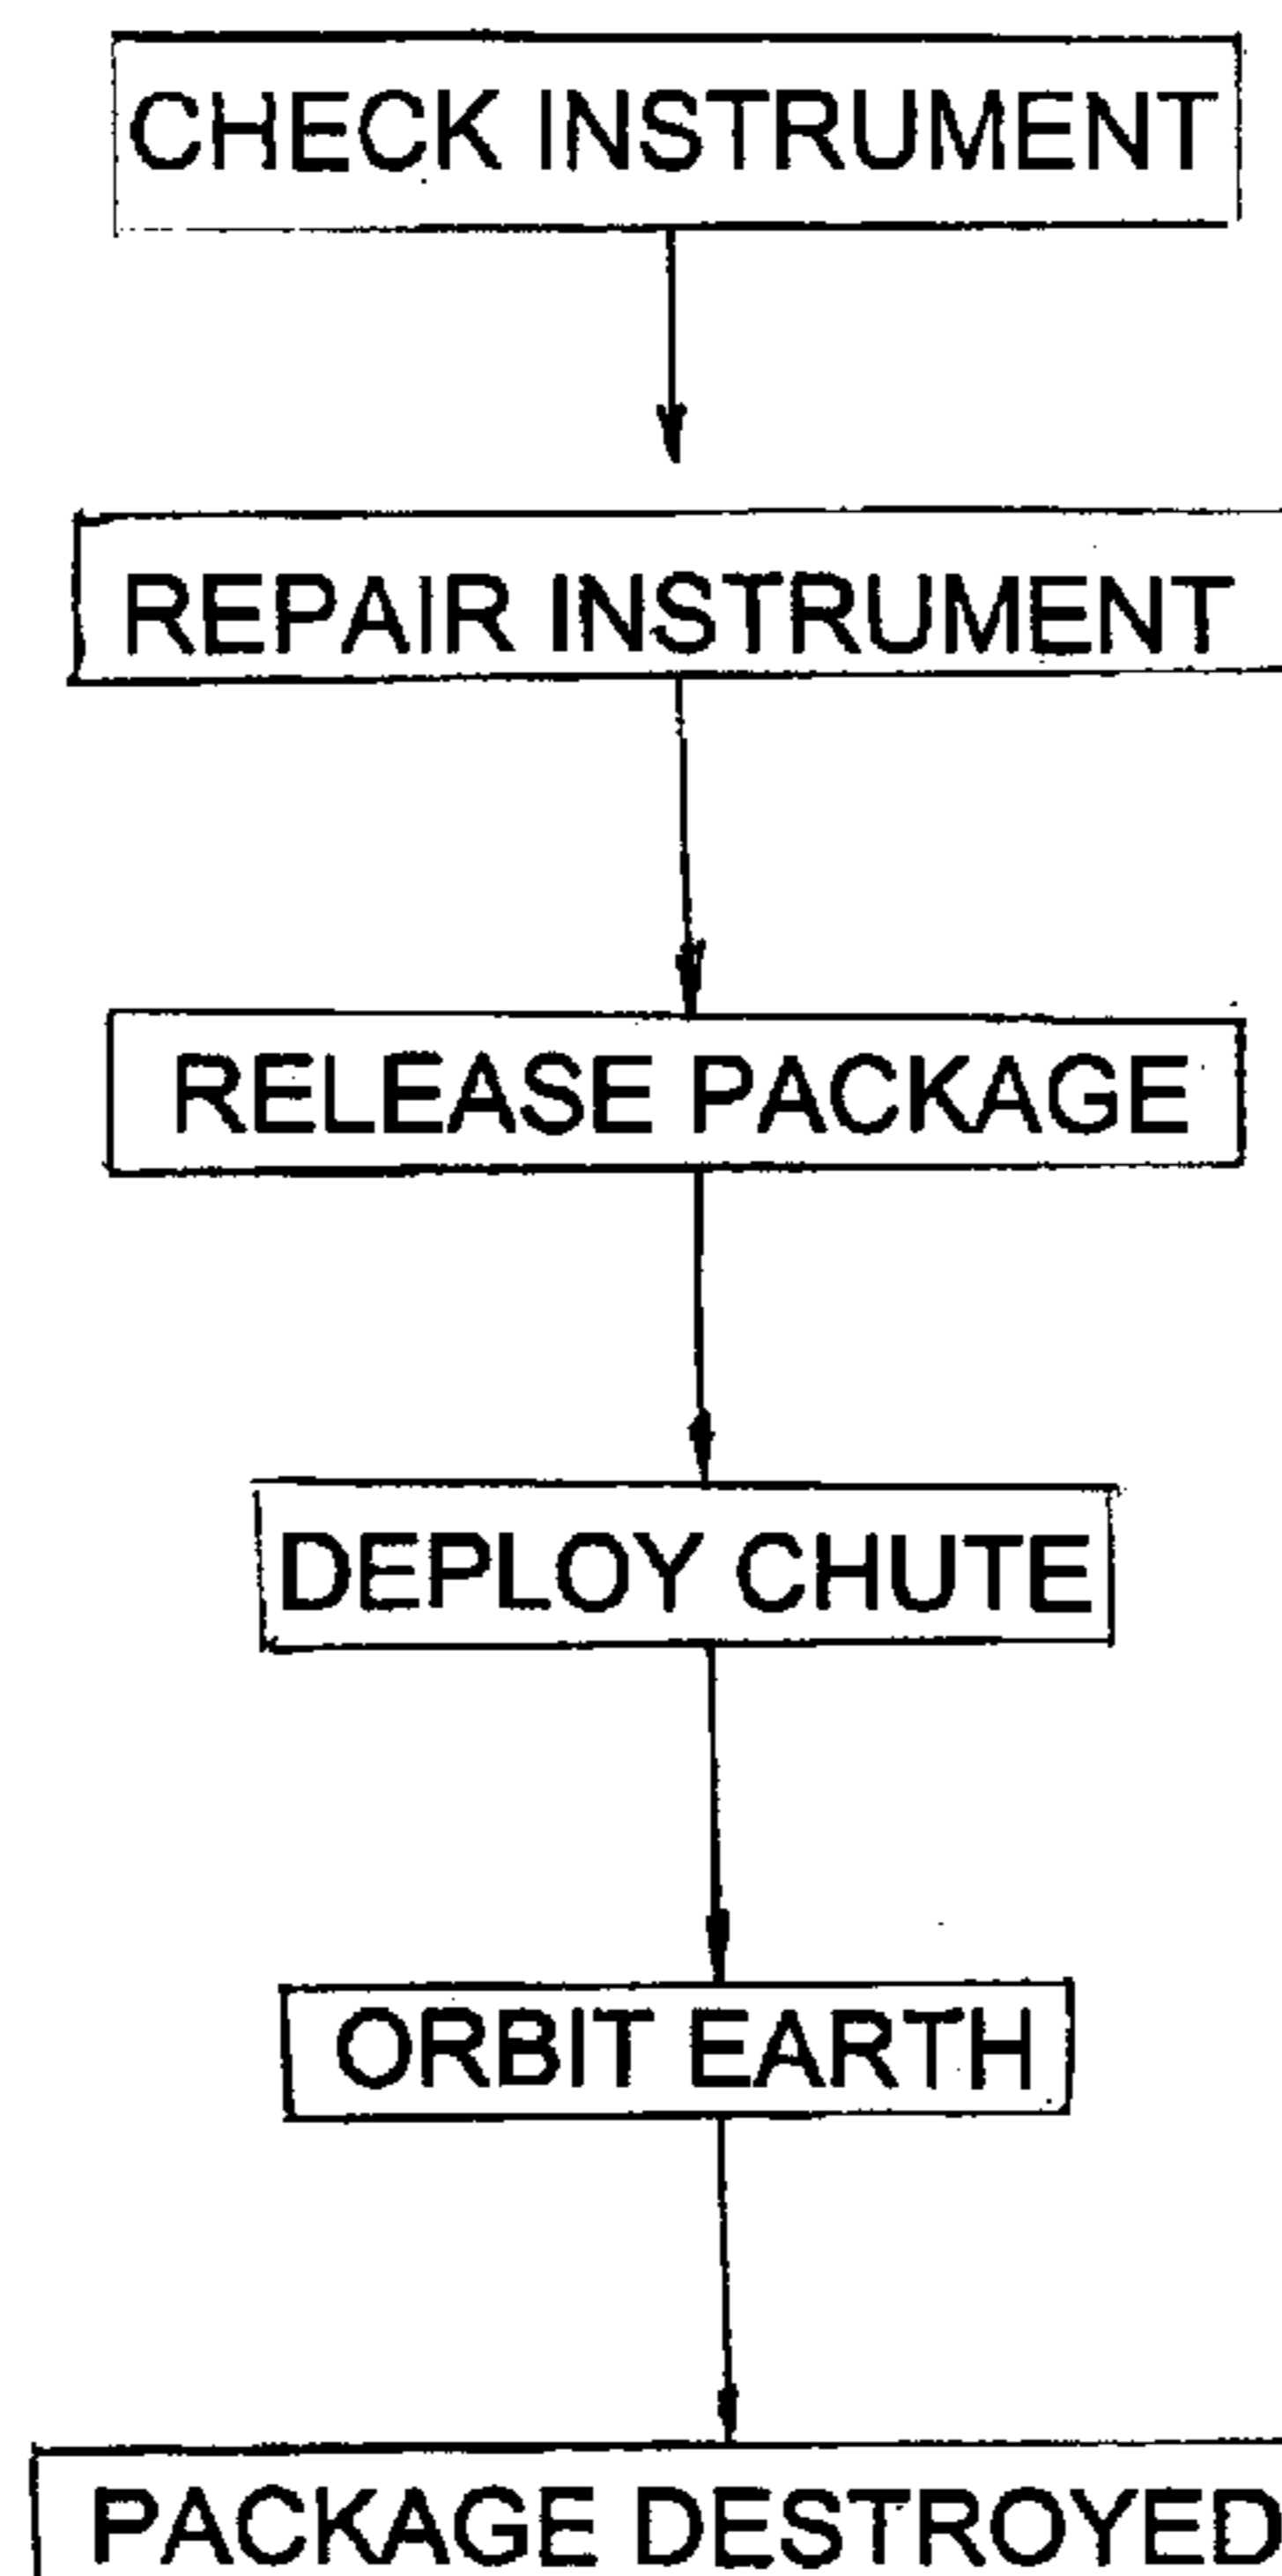 CHECK INSTRUMENT
REPAIR INSTRUMENT
RELEASE PACKAGE
DEPLOY CHUTE
ORBIT EARTH
PACKAGE DESTROYED